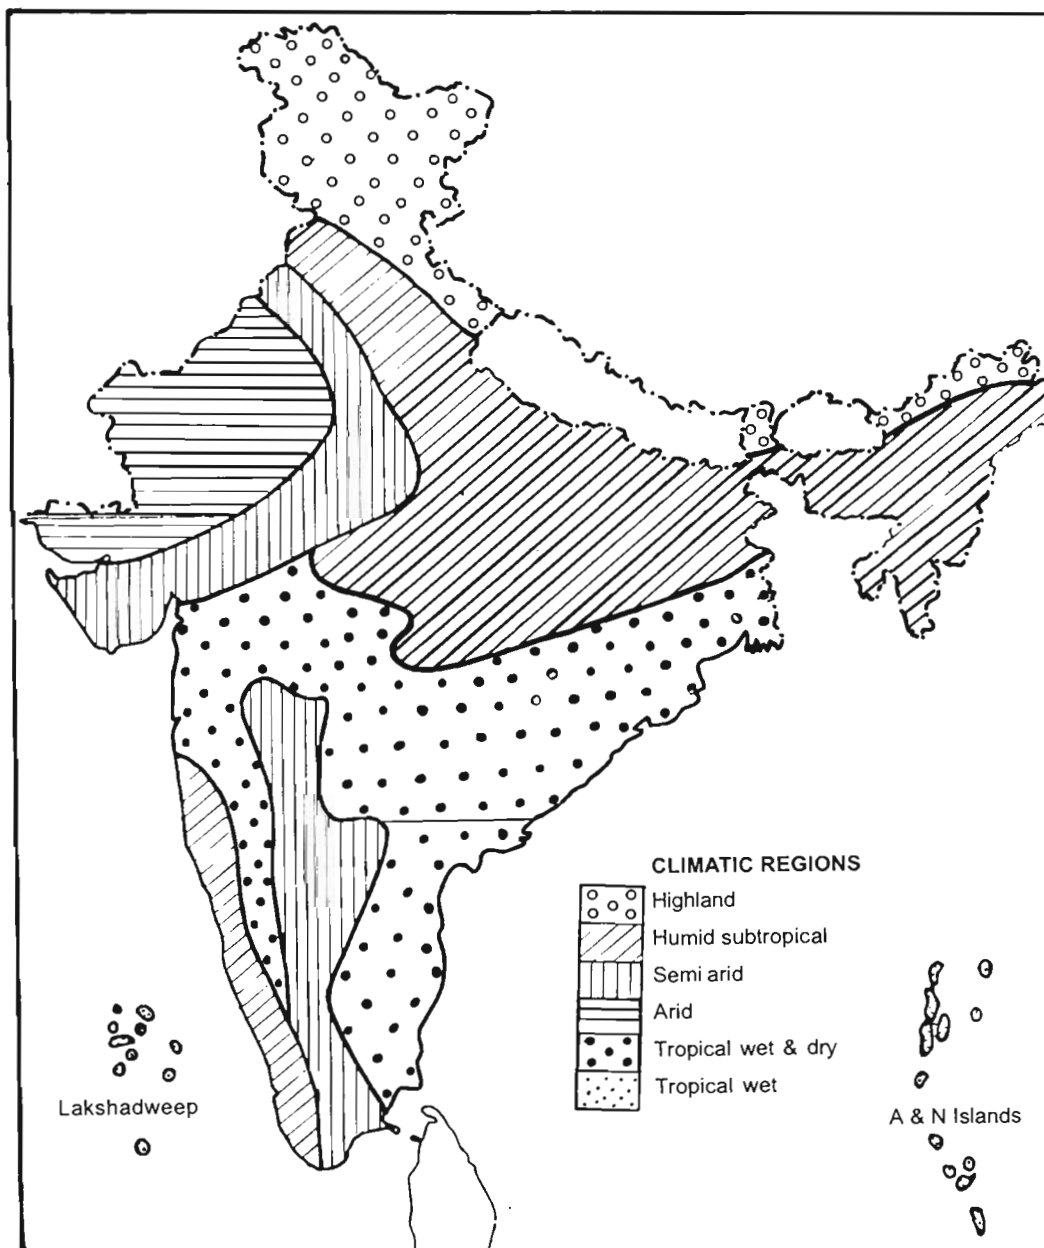 CLIMATIC REGIONS
Highland
Humid subtropical
Semi arid
Arid
Tropical wet & dry
Tropical wet
Lakshadweep
A & N Islands